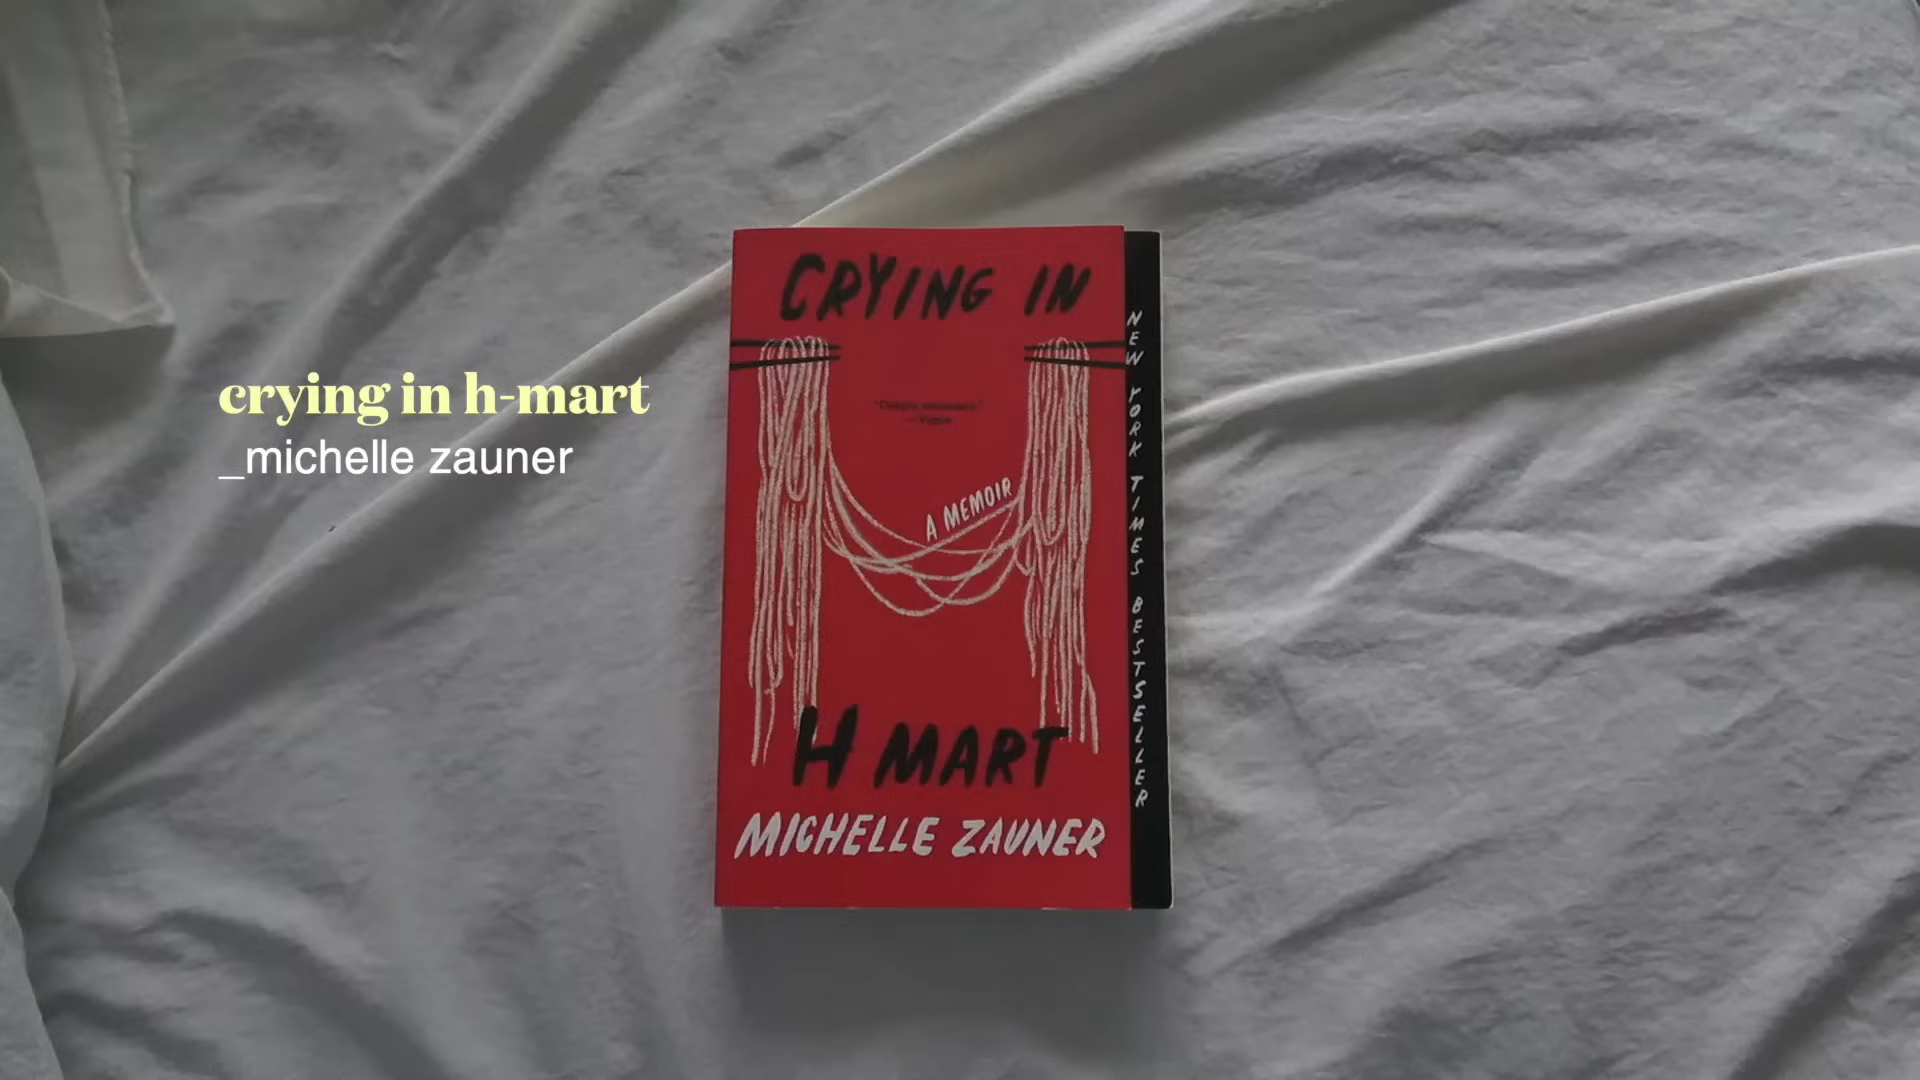 crying in h-mart
_michelle zauner
CRYING IN
A MEMOIR
H MART
MICHELLE ZAUNER
NEW YORK TIMES BESTSELLER